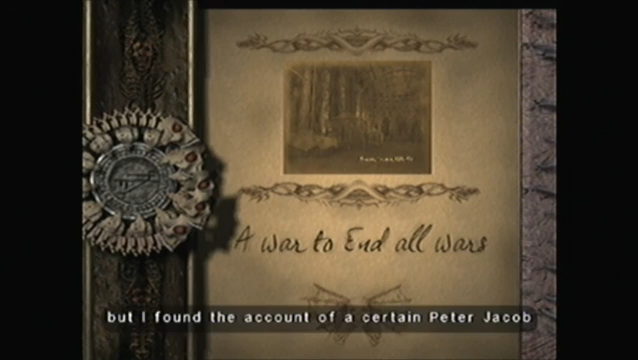 A war to End all wars
but I found the account of a certain Peter Jacob